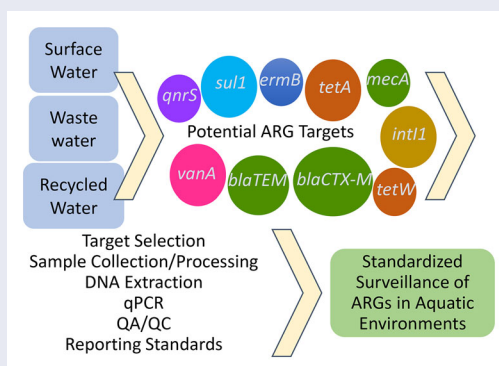 Surface
Water
Waste
water
Recycled
Water
qnrS
sul1
ermB
tetA
mecA
Potential ARG Targets
intI1
vanA
blaTEM
blaCTX-M
tetW
Target Selection
Sample Collection/Processing
DNA Extraction
qPCR
QA/QC
Reporting Standards
Standardized
Surveillance of
ARGs in Aquatic
Environments